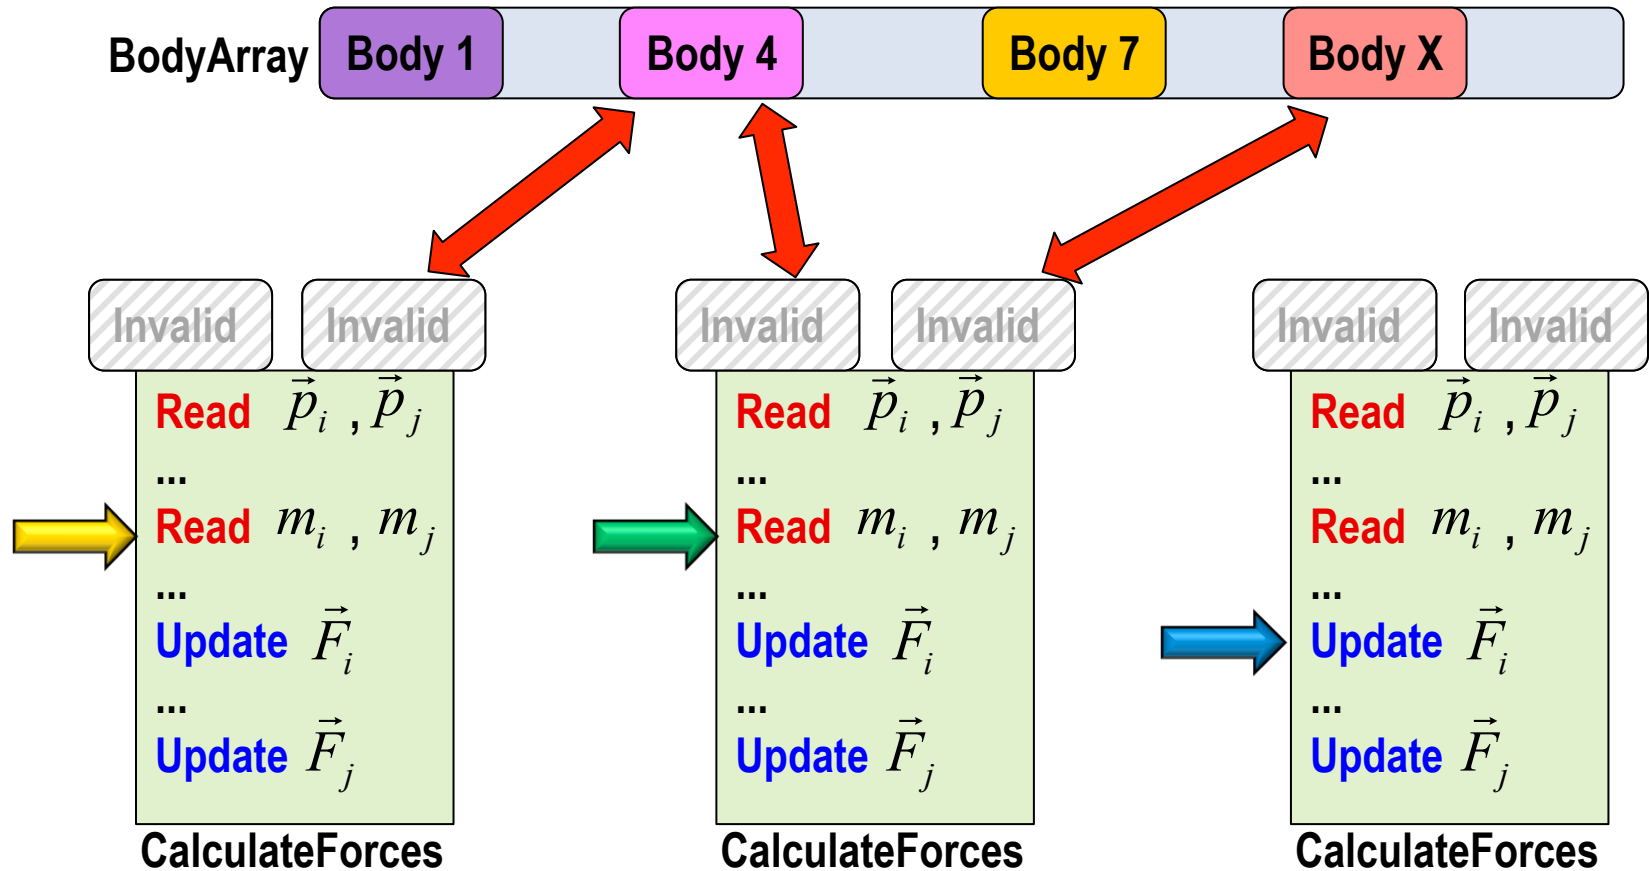 BodyArray Body 1 Body 4 Body 7 Body X
Invalid Invalid Invalid Invalid Invalid Invalid
Read p⃗ᵢ , p⃗ⱼ
...
Read mᵢ , mⱼ
...
Update F⃗ᵢ
...
Update F⃗ⱼ
CalculateForces
Read p⃗ᵢ , p⃗ⱼ
...
Read mᵢ , mⱼ
...
Update F⃗ᵢ
...
Update F⃗ⱼ
CalculateForces
Read p⃗ᵢ , p⃗ⱼ
...
Read mᵢ , mⱼ
...
Update F⃗ᵢ
...
Update F⃗ⱼ
CalculateForces